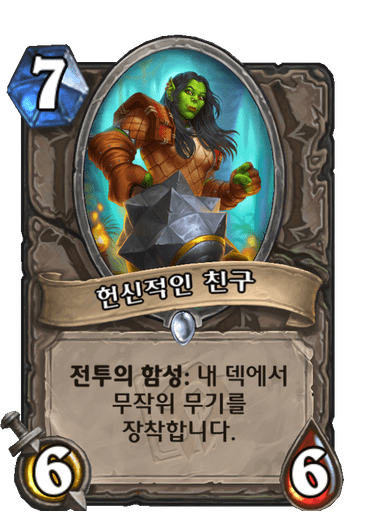 7
헌신적인 친구
전투의 함성: 내 덱에서
무작위 무기를
장착합니다.
6
6